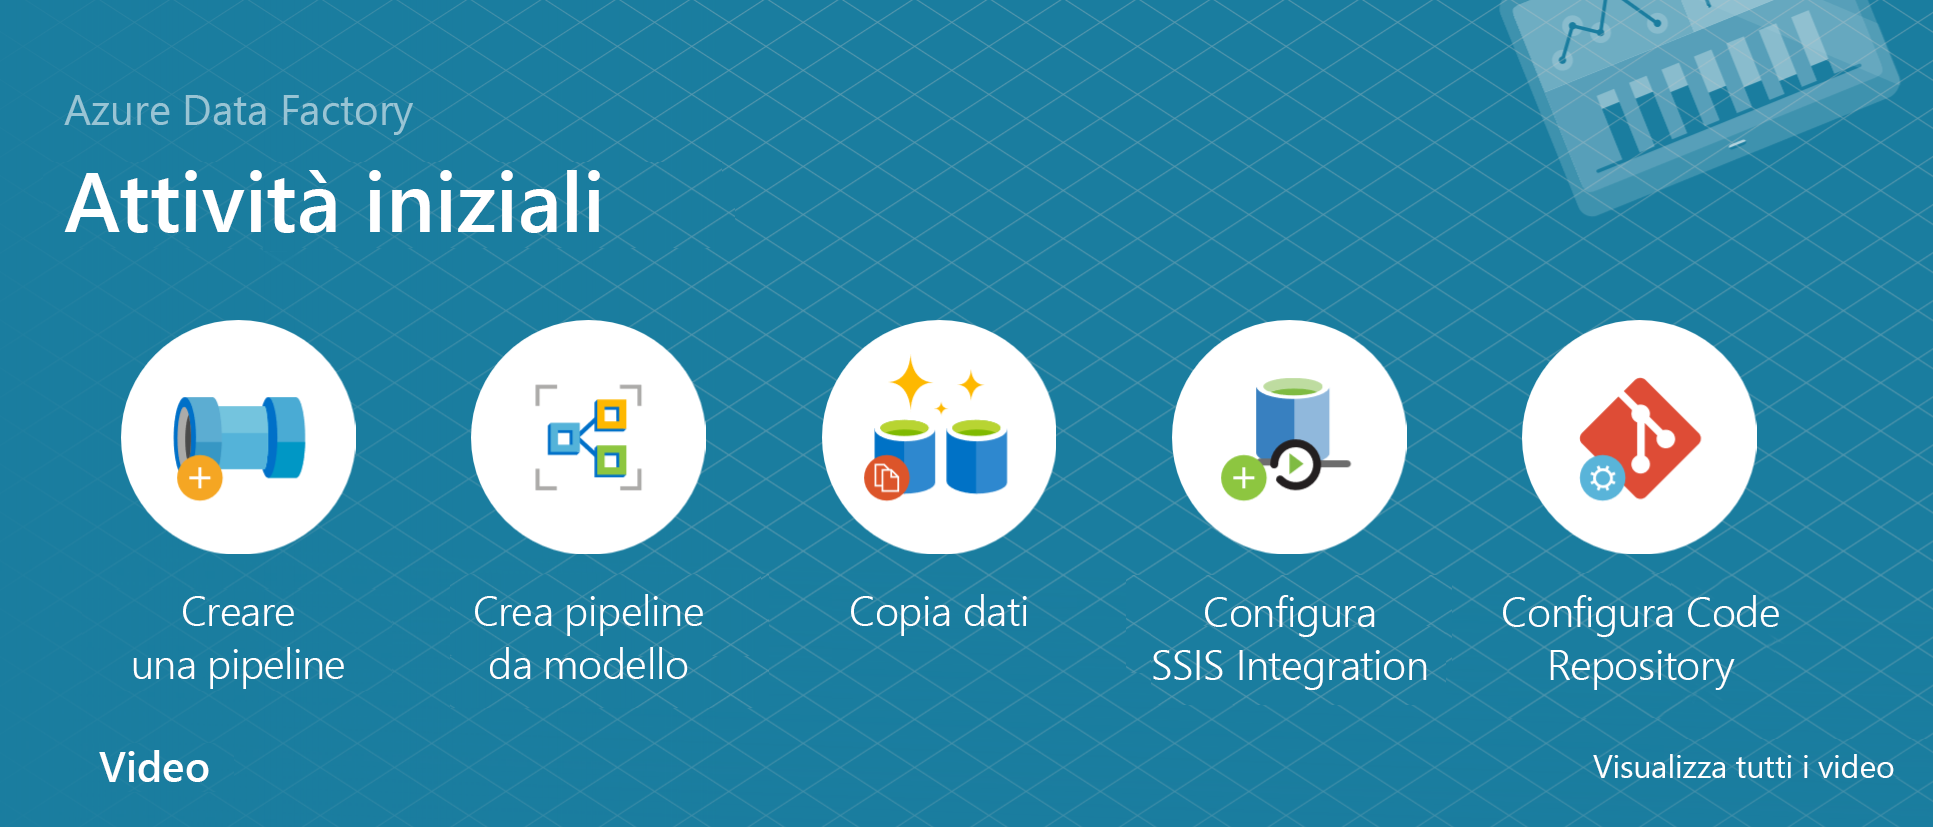 Azure Data Factory
Attività iniziali
Creare
una pipeline
Crea pipeline
da modello
Copia dati
Configura
SSIS Integration
Configura Code
Repository
Video
Visualizza tutti i video